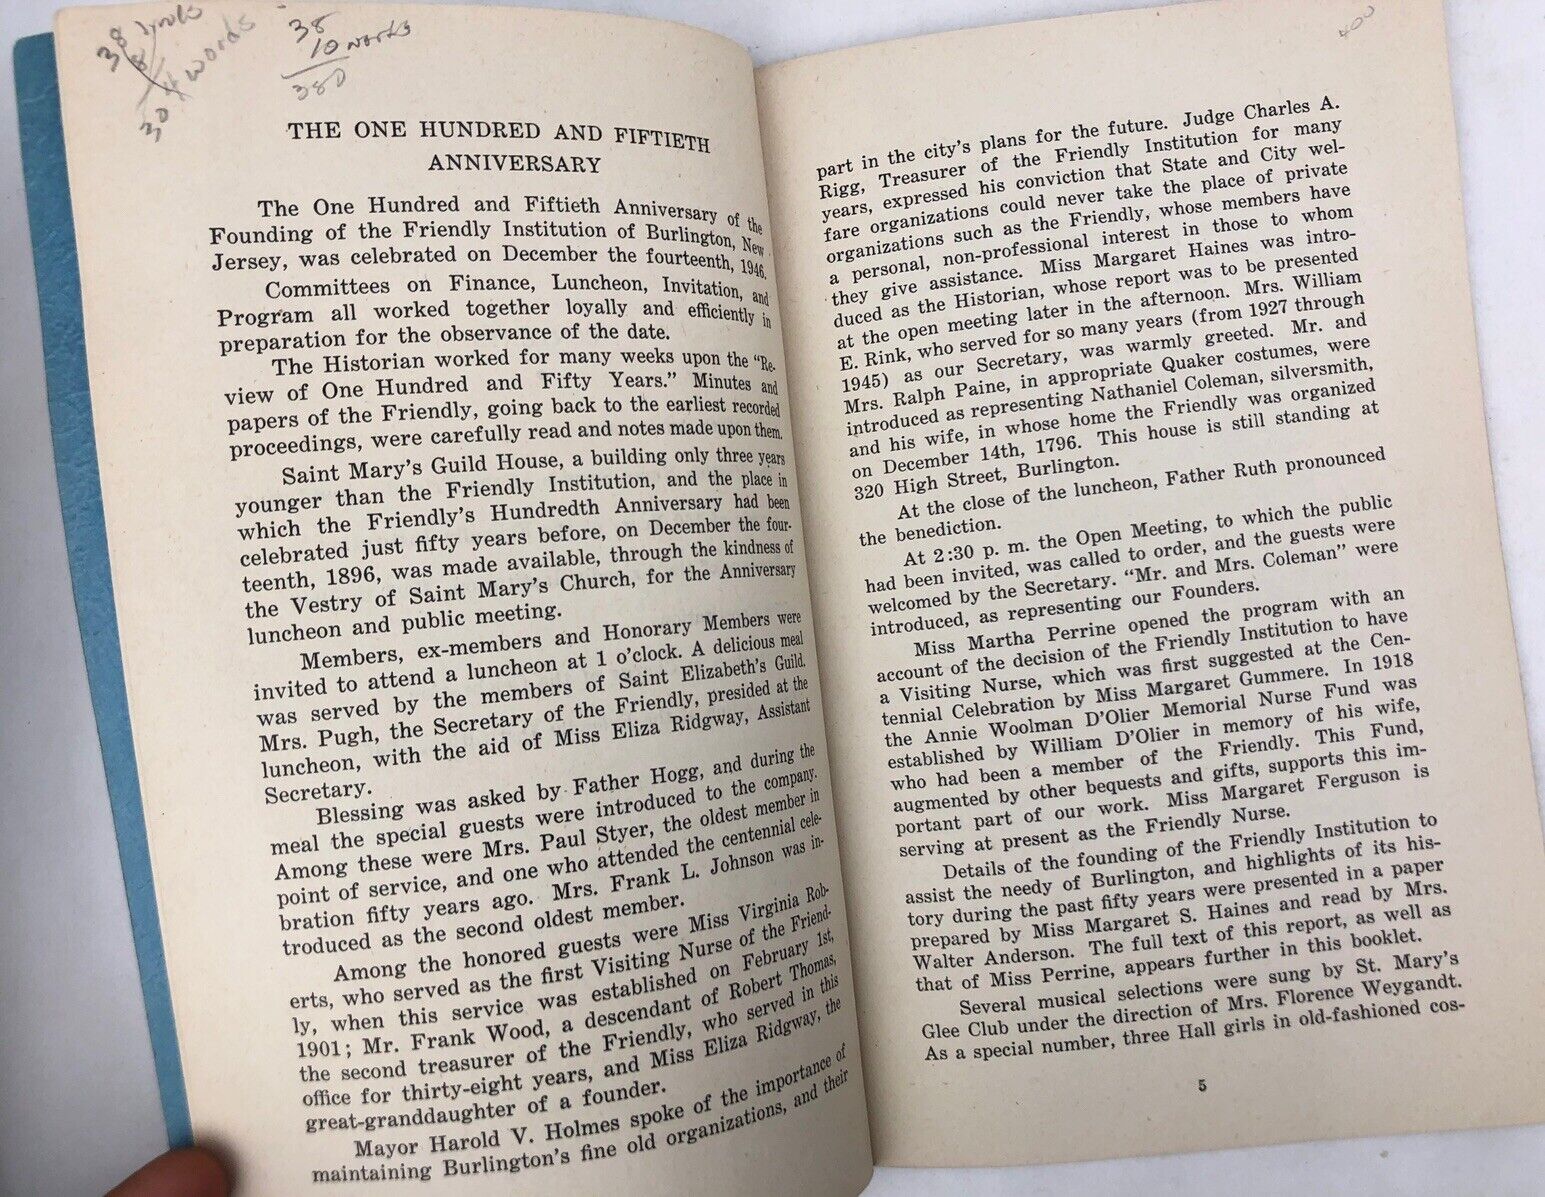 38 books
8
304 words
38
10 words
380
THE ONE HUNDRED AND FIFTIETH
ANNIVERSARY
The One Hundred and Fiftieth Anniversary of the
Founding of the Friendly Institution of Burlington, New
Jersey, was celebrated on December the fourteenth, 1946.
Committees on Finance, Luncheon, Invitation, and
Program all worked together loyally and efficiently in
preparation for the observance of the date.
The Historian worked for many weeks upon the "Re-
view of One Hundred and Fifty Years." Minutes and
papers of the Friendly, going back to the earliest recorded
proceedings, were carefully read and notes made upon them.
Saint Mary's Guild House, a building only three years
younger than the Friendly Institution, and the place in
which the Friendly's Hundredth Anniversary had been
celebrated just fifty years before, on December the four-
teenth, 1896, was made available, through the kindness of
the Vestry of Saint Mary's Church, for the Anniversary
luncheon and public meeting.
Members, ex-members and Honorary Members were
invited to attend a luncheon at 1 o'clock. A delicious meal
was served by the members of Saint Elizabeth's Guild.
Mrs. Pugh, the Secretary of the Friendly, presided at the
luncheon, with the aid of Miss Eliza Ridgway, Assistant
Secretary.
Blessing was asked by Father Hogg, and during the
meal the special guests were introduced to the company.
Among these were Mrs. Paul Styer, the oldest member in
point of service, and one who attended the centennial cele-
bration fifty years ago. Mrs. Frank L. Johnson was in-
troduced as the second oldest member.
Among the honored guests were Miss Virginia Rob-
erts, who served as the first Visiting Nurse of the Friend-
ly, when this service was established on February 1st,
1901; Mr. Frank Wood, a descendant of Robert Thomas,
the second treasurer of the Friendly, who served in this
office for thirty-eight years, and Miss Eliza Ridgway, the
great-granddaughter of a founder.
Mayor Harold V. Holmes spoke of the importance of
maintaining Burlington's fine old organizations, and their
400
part in the city's plans for the future. Judge Charles A.
Rigg, Treasurer of the Friendly Institution for many
years, expressed his conviction that State and City wel-
fare organizations could never take the place of private
organizations such as the Friendly, whose members have
a personal, non-professional interest in those to whom
they give assistance. Miss Margaret Haines was intro-
duced as the Historian, whose report was to be presented
at the open meeting later in the afternoon. Mrs. William
E. Rink, who served for so many years (from 1927 through
1945) as our Secretary, was warmly greeted. Mr. and
Mrs. Ralph Paine, in appropriate Quaker costumes, were
introduced as representing Nathaniel Coleman, silversmith,
and his wife, in whose home the Friendly was organized
on December 14th, 1796. This house is still standing at
320 High Street, Burlington.
At the close of the luncheon, Father Ruth pronounced
the benediction.
At 2:30 p. m. the Open Meeting, to which the public
had been invited, was called to order, and the guests were
welcomed by the Secretary. "Mr. and Mrs. Coleman" were
introduced, as representing our Founders.
Miss Martha Perrine opened the program with an
account of the decision of the Friendly Institution to have
a Visiting Nurse, which was first suggested at the Cen-
tennial Celebration by Miss Margaret Gummere. In 1918
the Annie Woolman D'Olier Memorial Nurse Fund was
established by William D'Olier in memory of his wife,
who had been a member of the Friendly. This Fund,
augmented by other bequests and gifts, supports this im-
portant part of our work. Miss Margaret Ferguson is
serving at present as the Friendly Nurse.
Details of the founding of the Friendly Institution to
assist the needy of Burlington, and highlights of its his-
tory during the past fifty years were presented in a paper
prepared by Miss Margaret S. Haines and read by Mrs.
Walter Anderson. The full text of this report, as well as
that of Miss Perrine, appears further in this booklet.
Several musical selections were sung by St. Mary's
Glee Club under the direction of Mrs. Florence Weygandt.
As a special number, three Hall girls in old-fashioned cos-
5